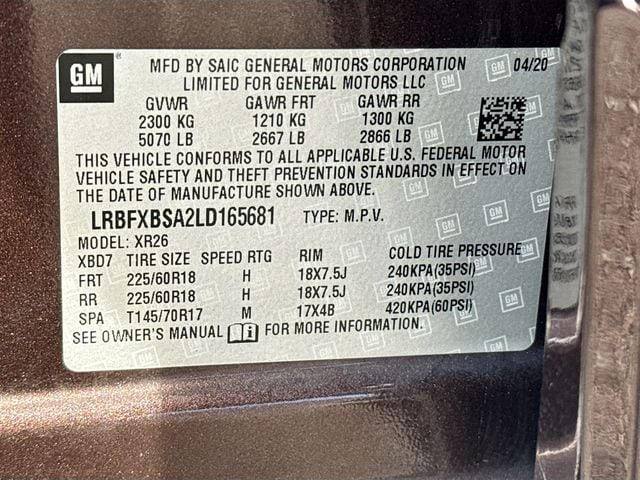 GM
MFD BY SAIC GENERAL MOTORS CORPORATION 04/20
LIMITED FOR GENERAL MOTORS LLC
GVWR GAWR FRT GAWR RR
2300 KG 1210 KG 1300 KG
5070 LB 2667 LB 2866 LB
THIS VEHICLE CONFORMS TO ALL APPLICABLE U.S. FEDERAL MOTOR
VEHICLE SAFETY AND THEFT PREVENTION STANDARDS IN EFFECT ON
THE DATE OF MANUFACTURE SHOWN ABOVE.
LRBFXBSA2LD165681 TYPE: M.P.V.
MODEL: XR26
XBD7 TIRE SIZE SPEED RTG RIM COLD TIRE PRESSURE
FRT 225/60R18 H 18X7.5J 240KPA(35PSI)
RR 225/60R18 H 18X7.5J 240KPA(35PSI)
SPA T145/70R17 M 17X4B 420KPA(60PSI)
SEE OWNER'S MANUAL FOR MORE INFORMATION.